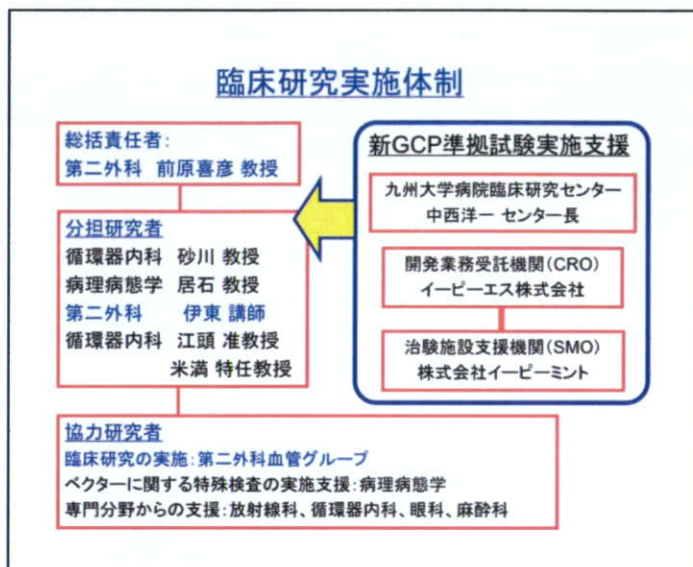 臨床研究実施体制
総括責任者:
第二外科 前原喜彦 教授
分担研究者
循環器内科 砂川 教授
病理病態学 居石 教授
第二外科 伊東 講師
循環器内科 江頭 准教授
米満 特任教授
新GCP準拠試験実施支援
九州大学病院臨床研究センター
中西洋一 センター長
開発業務受託機関(CRO)
イーピーエス株式会社
治験施設支援機関(SMO)
株式会社イーピーミント
協力研究者
臨床研究の実施:第二外科血管グループ
ベクターに関する特殊検査の実施支援:病理病態学
専門分野からの支援:放射線科、循環器内科、眼科、麻酔科